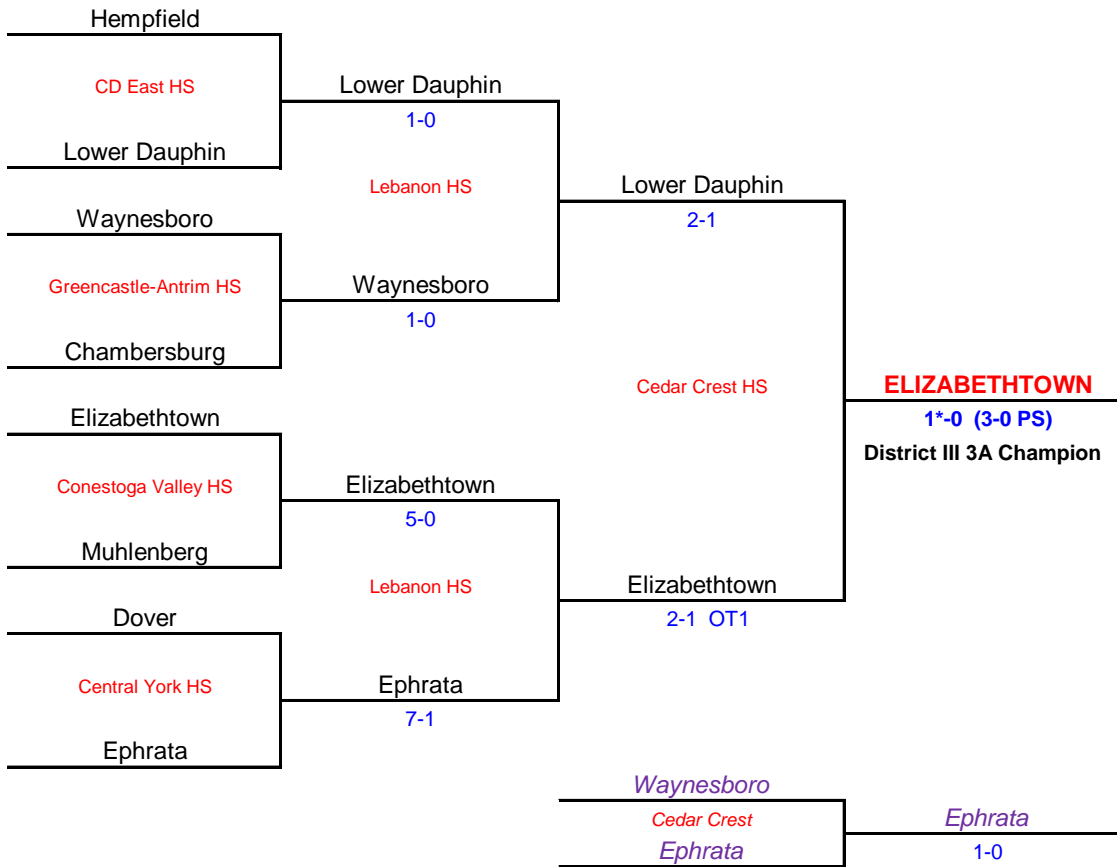 Hempfield
CD East HS
Lower Dauphin
1-0
Lower Dauphin
Lebanon HS
Lower Dauphin
2-1
Waynesboro
Greencastle-Antrim HS
Waynesboro
1-0
Chambersburg
Cedar Crest HS
ELIZABETHTOWN
1*-0 (3-0 PS)
District III 3A Champion
Elizabethtown
Conestoga Valley HS
Elizabethtown
5-0
Muhlenberg
Lebanon HS
Elizabethtown
2-1 OT1
Dover
Central York HS
Ephrata
7-1
Ephrata
Waynesboro
Cedar Crest
Ephrata
Ephrata
1-0